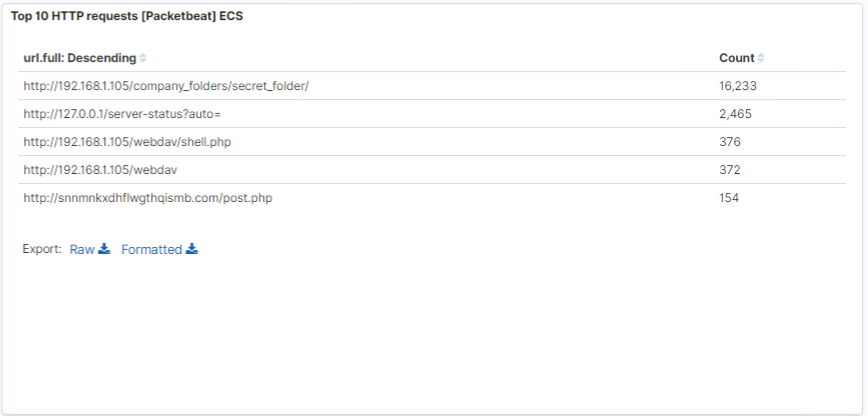 Top 10 HTTP requests [Packetbeat] ECS
url.full: Descending Count
http://192.168.1.105/company_folders/secret_folder/ 16,233
http://127.0.0.1/server-status?auto= 2,465
http://192.168.1.105/webdav/shell.php 376
http://192.168.1.105/webdav 372
http://snnmnkxdhflwgthqismb.com/post.php 154
Export: Raw Formatted